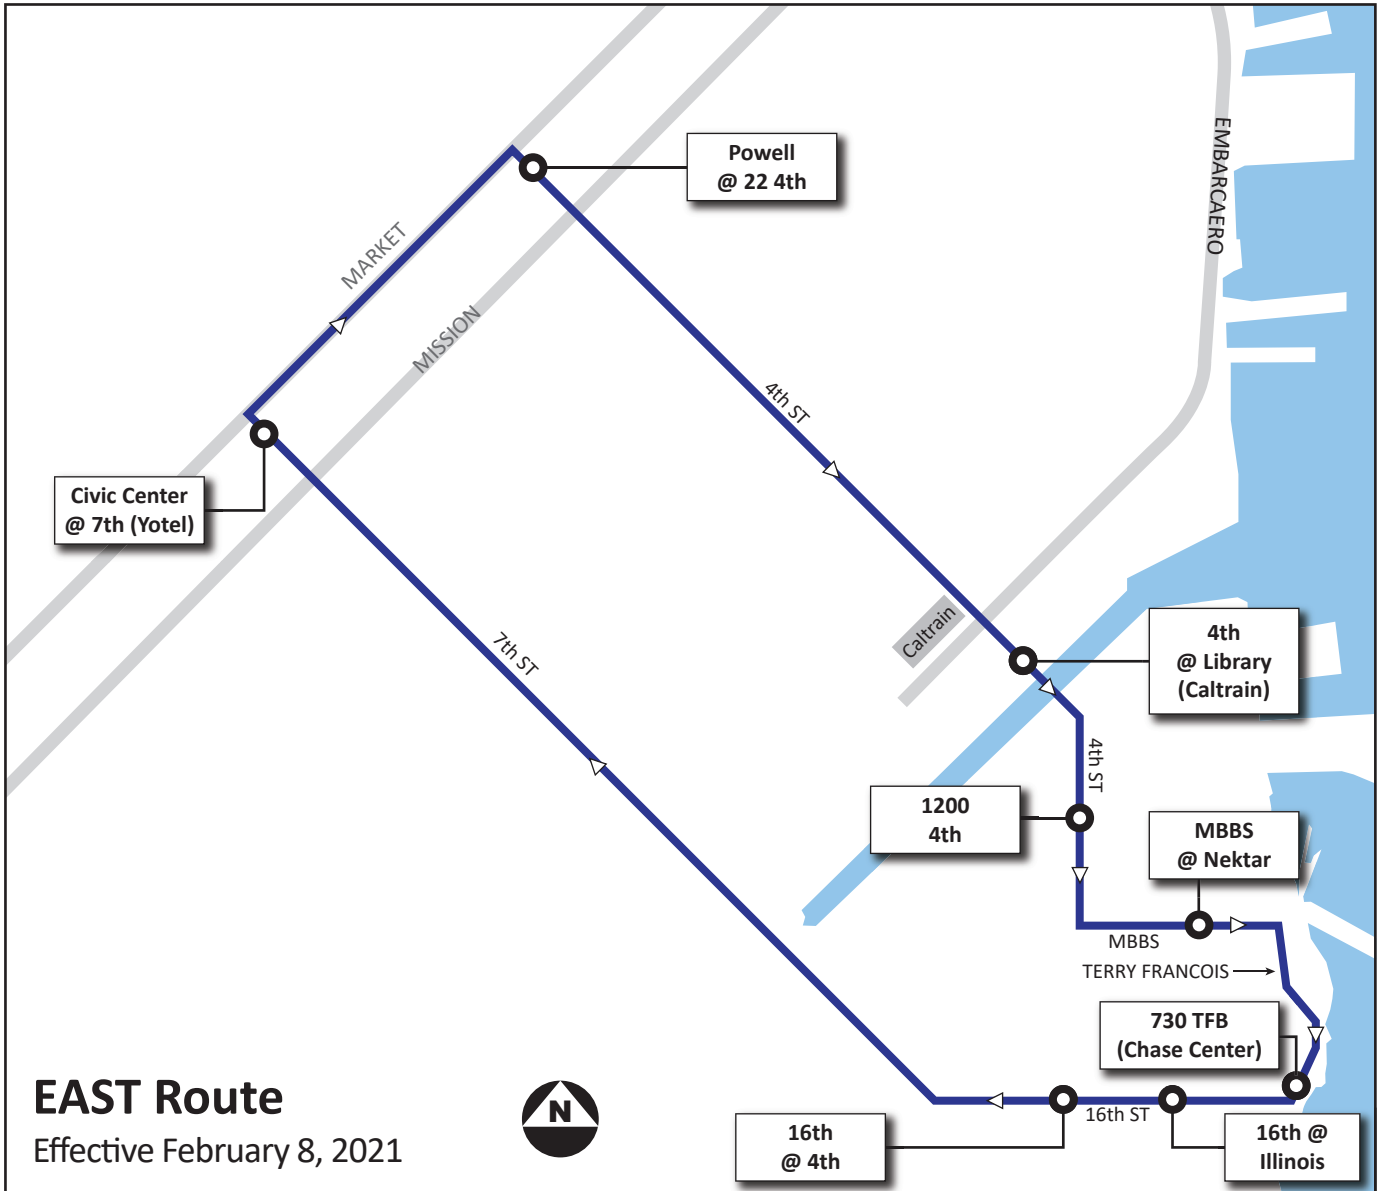 Powell
@ 22 4th
EMBARCAERO
MARKET
MISSION
4th ST
Civic Center
@ 7th (Yotel)
7th ST
Caltrain
4th
@ Library
(Caltrain)
4th ST
1200
4th
MBBS
@ Nektar
MBBS
TERRY FRANCOIS
730 TFB
(Chase Center)
16th ST
16th
@ 4th
16th @
Illinois
EAST Route
Effective February 8, 2021
N